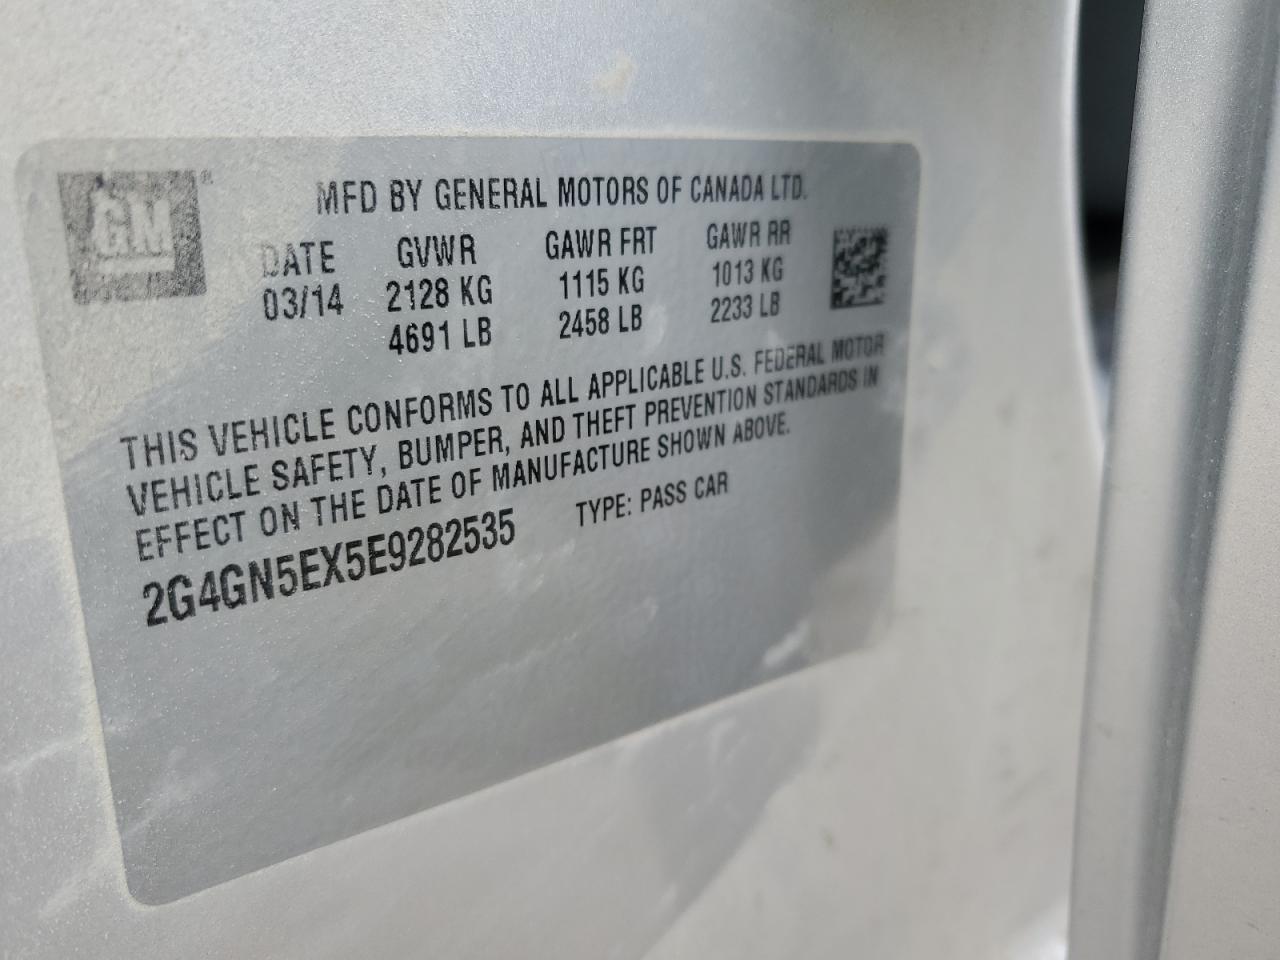 GM
MFD BY GENERAL MOTORS OF CANADA LTD.
DATE GVWR GAWR FRT GAWR RR
03/14 2128 KG 1115 KG 1013 KG
4691 LB 2458 LB 2233 LB
THIS VEHICLE CONFORMS TO ALL APPLICABLE U.S. FEDERAL MOTOR
VEHICLE SAFETY, BUMPER, AND THEFT PREVENTION STANDARDS IN
EFFECT ON THE DATE OF MANUFACTURE SHOWN ABOVE.
2G4GN5EX5E9282535 TYPE: PASS CAR